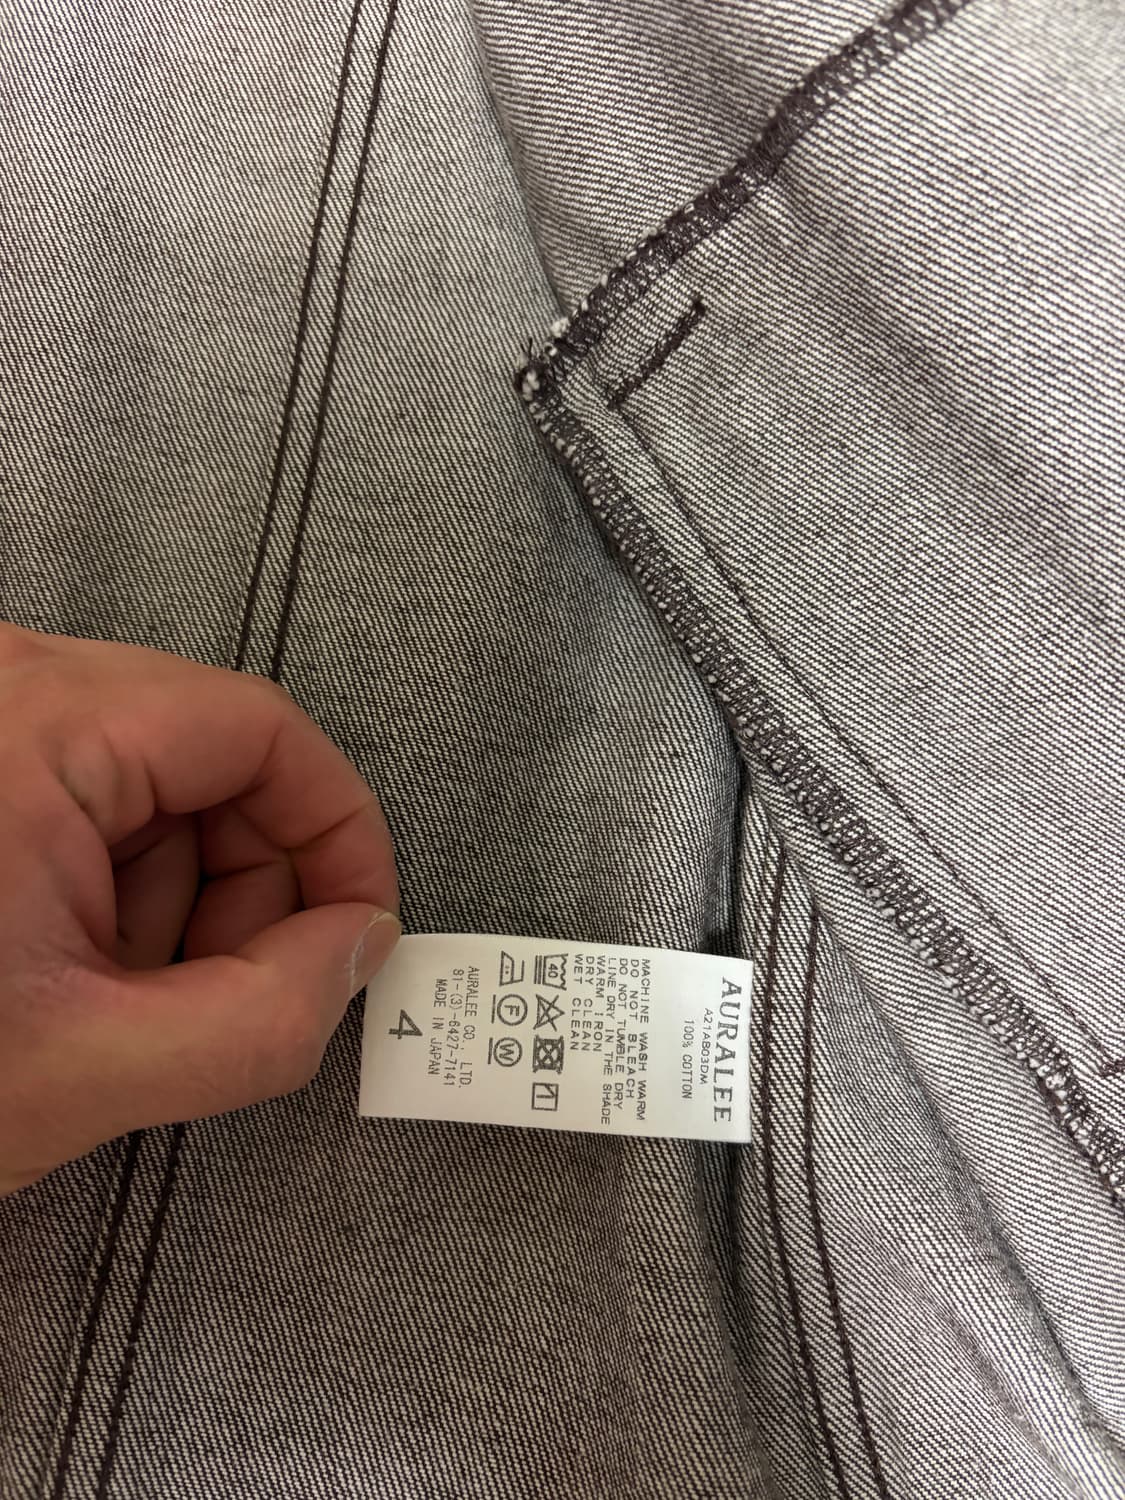 AURALEE
A21AB03DM
100% COTTON
MACHINE WASH WARM
DO NOT BLEACH
DO NOT TUMBLE DRY
LINE DRY IN THE SHADE
WARM IRON
DRY CLEAN
WET CLEAN
40
F W
AURALEE CO., LTD.
81-(3)-6427-7141
MADE IN JAPAN
4